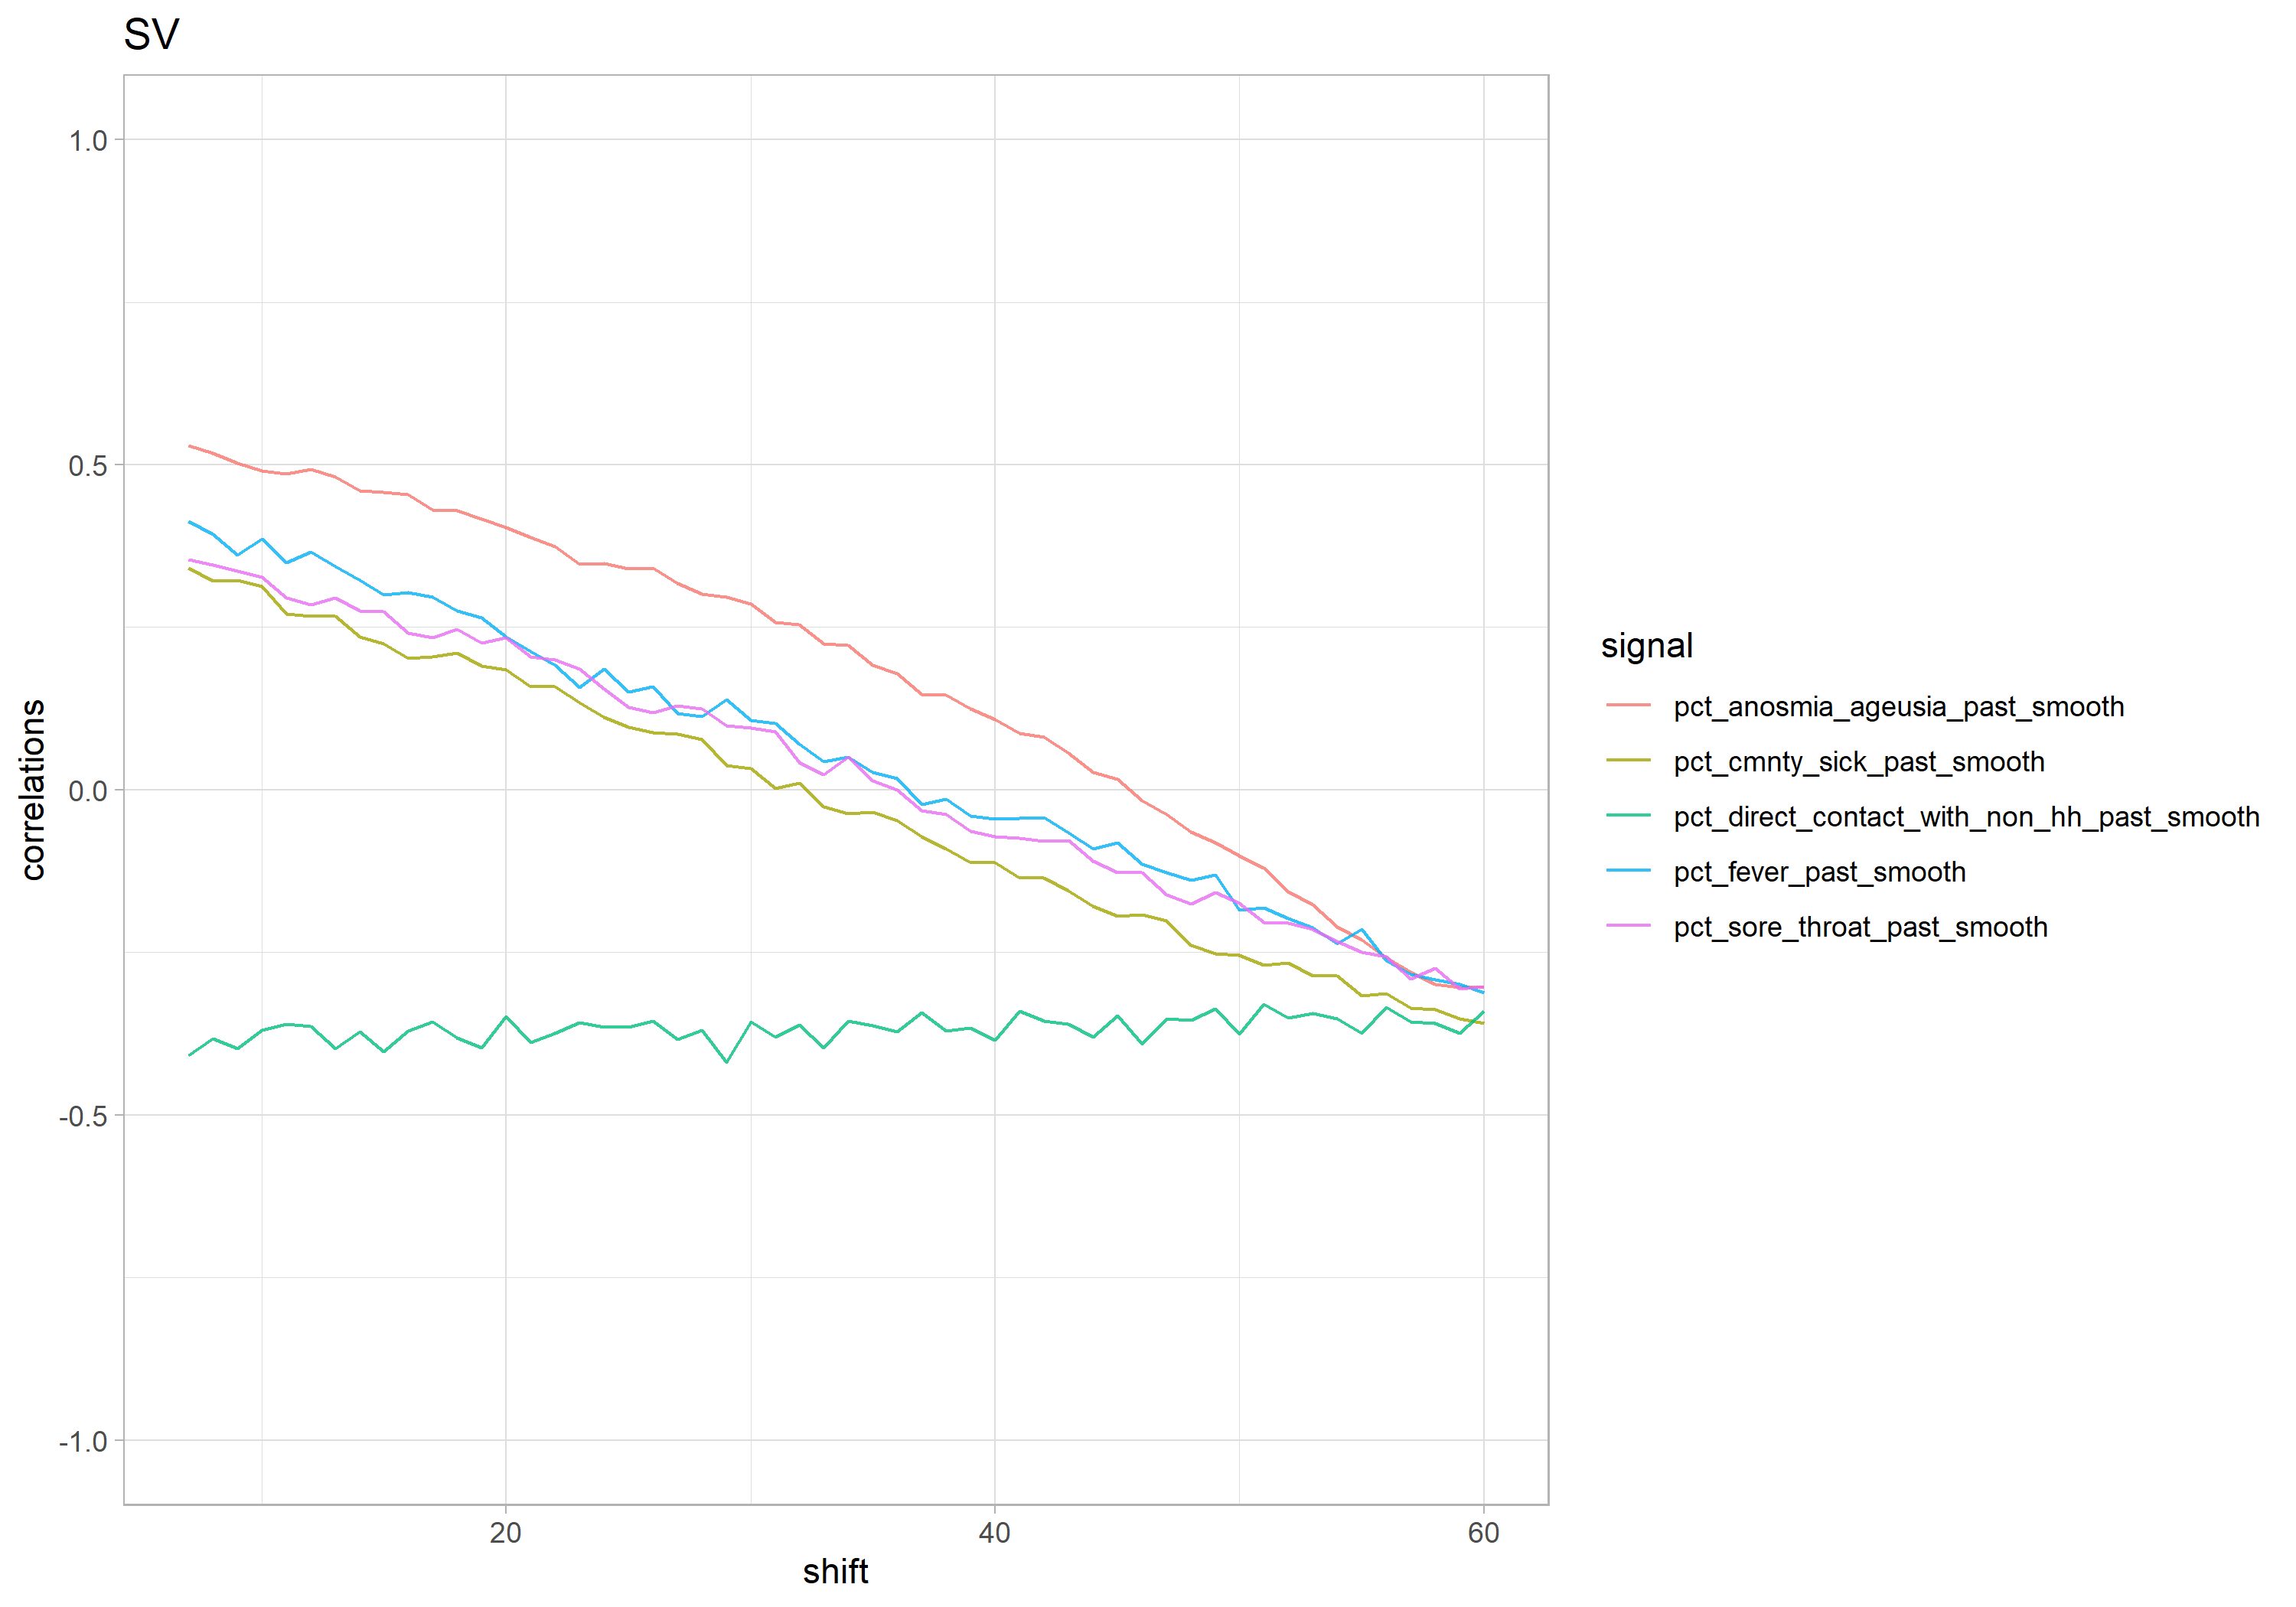 SV
1.0
0.5
0.0
-0.5
-1.0
correlations
20
40
60
shift
signal
pct_anosmia_ageusia_past_smooth
pct_cmnty_sick_past_smooth
pct_direct_contact_with_non_hh_past_smooth
pct_fever_past_smooth
pct_sore_throat_past_smooth